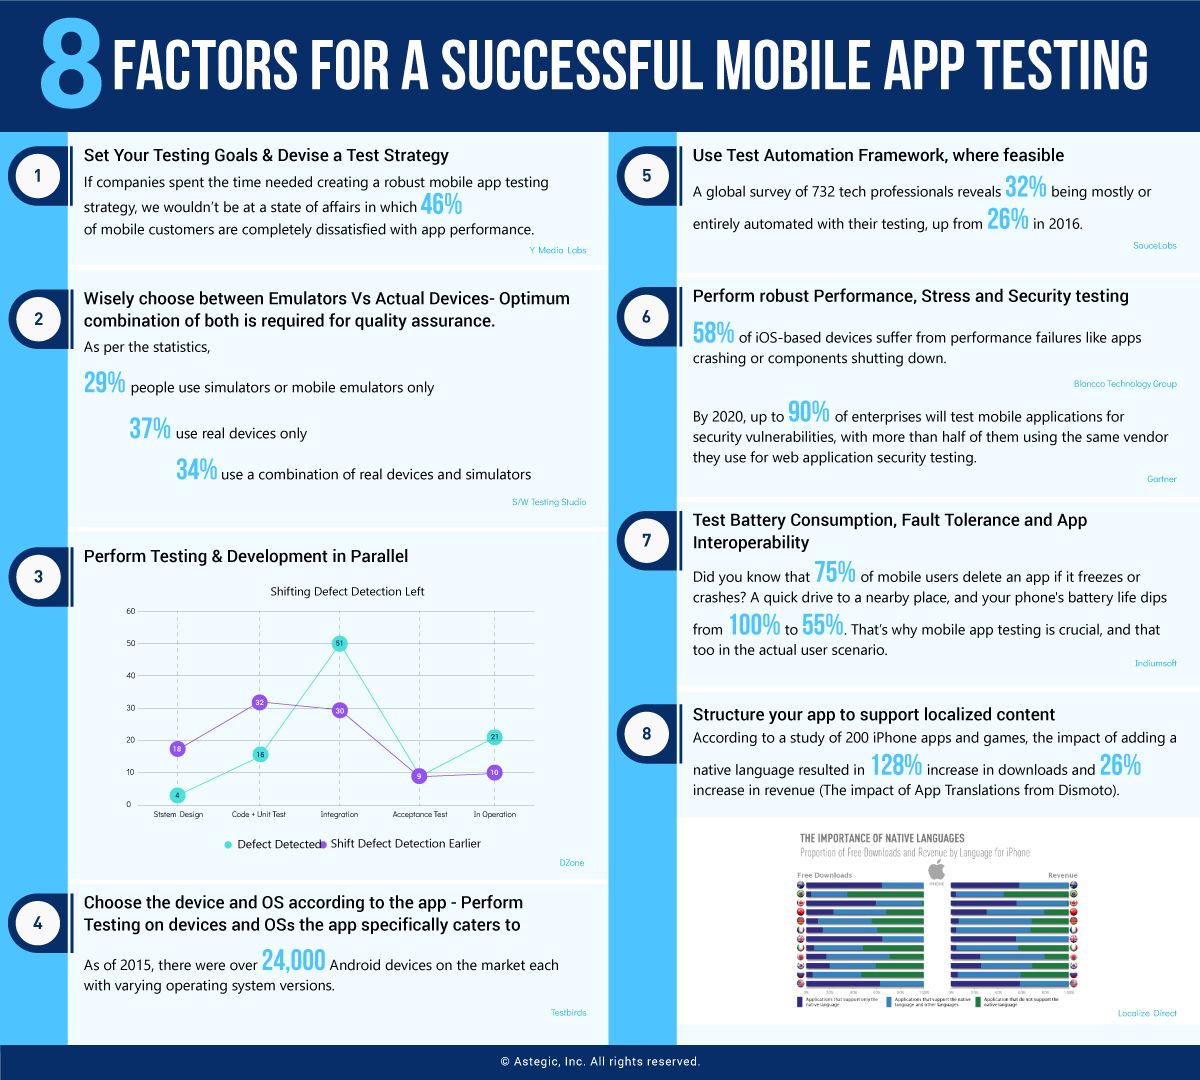 8 FACTORS FOR A SUCCESSFUL MOBILE APP TESTING
1
Set Your Testing Goals & Devise a Test Strategy
If companies spent the time needed creating a robust mobile app testing
strategy, we wouldn't be at a state of affairs in which 46%
of mobile customers are completely dissatisfied with app performance.
Y Media Labs
2
Wisely choose between Emulators Vs Actual Devices- Optimum
combination of both is required for quality assurance.
As per the statistics,
29% people use simulators or mobile emulators only
37% use real devices only
34% use a combination of real devices and simulators
S/W Testing Studio
3
Perform Testing & Development in Parallel
Shifting Defect Detection Left
60
50
40
30
20
10
0
51
32
30
18
16
21
4
9
10
Ststem Design
Code + Unit Test
Integration
Acceptance Test
In Operation
Defect Detected
Shift Defect Detection Earlier
DZone
4
Choose the device and OS according to the app - Perform
Testing on devices and OSs the app specifically caters to
As of 2015, there were over 24,000 Android devices on the market each
with varying operating system versions.
Testbirds
5
Use Test Automation Framework, where feasible
A global survey of 732 tech professionals reveals 32% being mostly or
entirely automated with their testing, up from 26% in 2016.
SauceLabs
6
Perform robust Performance, Stress and Security testing
58% of iOS-based devices suffer from performance failures like apps
crashing or components shutting down.
Blancco Technology Group
By 2020, up to 90% of enterprises will test mobile applications for
security vulnerabilities, with more than half of them using the same vendor
they use for web application security testing.
Gartner
7
Test Battery Consumption, Fault Tolerance and App
Interoperability
Did you know that 75% of mobile users delete an app if it freezes or
crashes? A quick drive to a nearby place, and your phone's battery life dips
from 100% to 55%. That's why mobile app testing is crucial, and that
too in the actual user scenario.
Indiumsoft
8
Structure your app to support localized content
According to a study of 200 iPhone apps and games, the impact of adding a
native language resulted in 128% increase in downloads and 26%
increase in revenue (The impact of App Translations from Dismoto).
THE IMPORTANCE OF NATIVE LANGUAGES
Proportion of Free Downloads and Revenue by Language for iPhone
Free Downloads
IPHONE
Revenue
Applications that support only the
native language
Applications that support the native
language and other languages
Application that do not support the
native language
Localize Direct
© Astegic, Inc. All rights reserved.